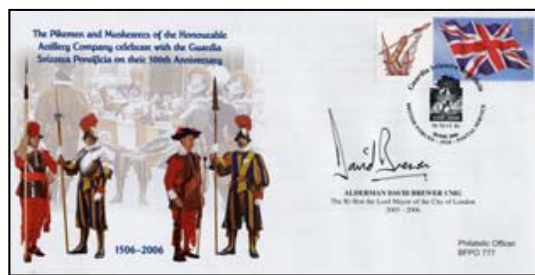 The Pikemen and Musketeers of the Honourable
Artillery Company celebrate with the Guardia
Svizzera Pontificia on their 500th Anniversary
1506-2006
David Brewer
ALDERMAN DAVID BREWER CMG
The Rt Hon the Lord Mayor of the City of London
2005 - 2006
Philatelic Officer
BFPO 777